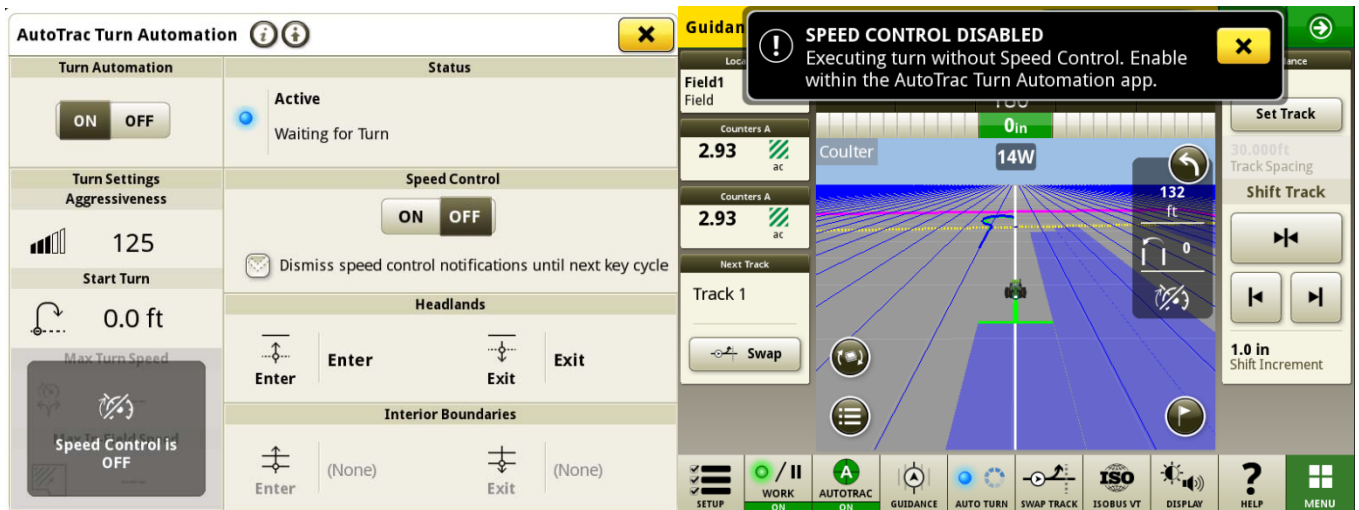 AutoTrac Turn Automation
Turn Automation
ON OFF
Turn Settings
Aggressiveness
125
Start Turn
0.0 ft
Max Turn Speed
Speed Control is
OFF
Status
Active
Waiting for Turn
Speed Control
ON OFF
Dismiss speed control notifications until next key cycle
Headlands
Enter Enter Exit Exit
Interior Boundaries
Enter (None) Exit (None)
Guidan
SPEED CONTROL DISABLED
Executing turn without Speed Control. Enable
within the AutoTrac Turn Automation app.
Loca
Field1
Field
Counters A
2.93
ac
Counters A
2.93
ac
Next Track
Track 1
Swap
180
0in
Coulter
14W
132
ft
0
ance
Set Track
30.000ft
Track Spacing
Shift Track
1.0 in
Shift Increment
SETUP
WORK
ON
A
AUTOTRAC
ON
GUIDANCE
AUTO TURN
SWAP TRACK
ISO
ISOBUS VT
DISPLAY
?
HELP
MENU